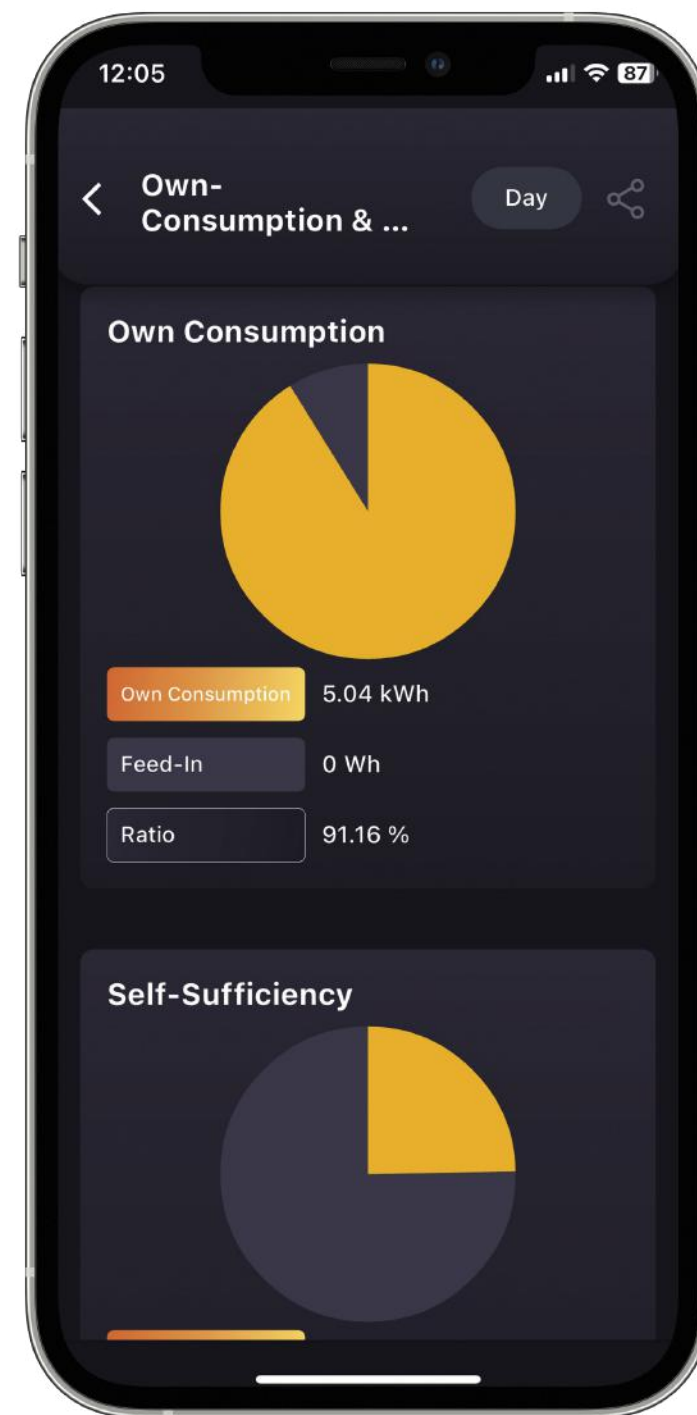 12:05
87
Own-
Consumption & ...
Day
Own Consumption
Own Consumption 5.04 kWh
Feed-In 0 Wh
Ratio 91.16 %
Self-Sufficiency